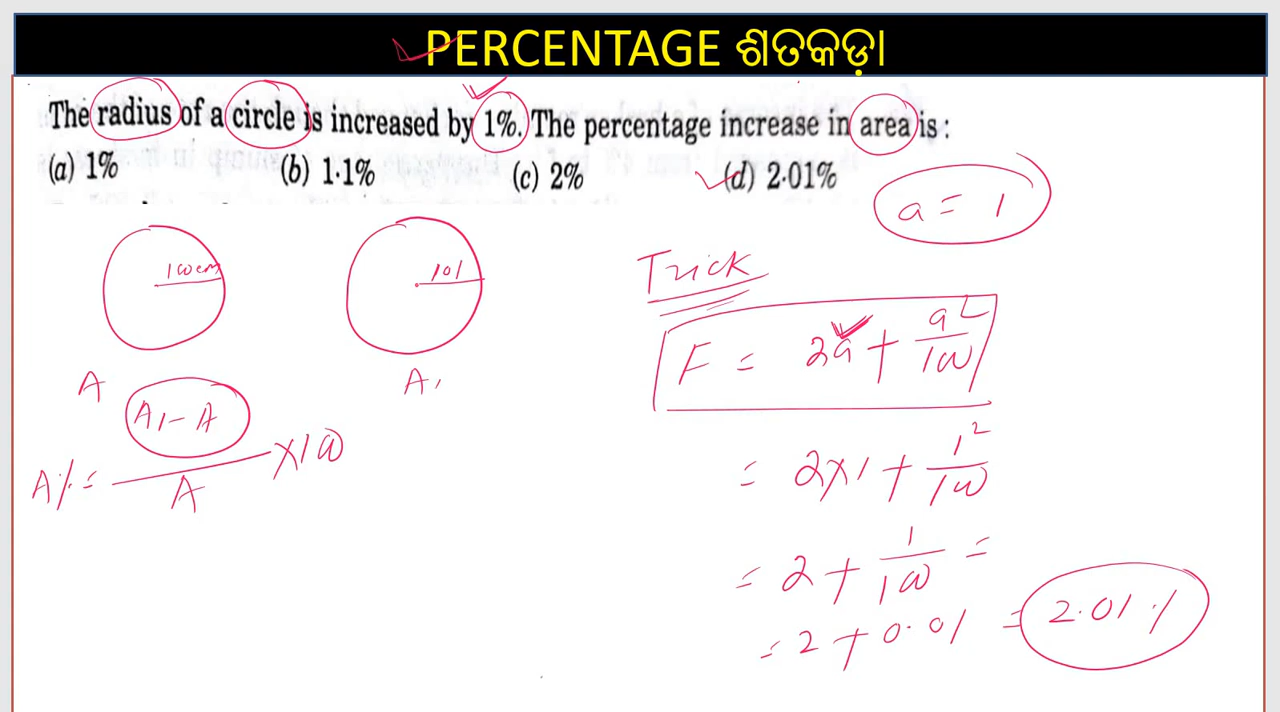 PERCENTAGE ଶତକଡ଼ା
The radius of a circle is increased by 1%. The percentage increase in area is :
(a) 1% (b) 1·1% (c) 2% (d) 2·01%
a = 1
100cm 101
A A₁
A% = (A₁ - A)/A × 100
Trick
F = 2a + a²/100
= 2×1 + 1²/100
= 2 + 1/100 =
= 2 + 0.01 = 2.01%